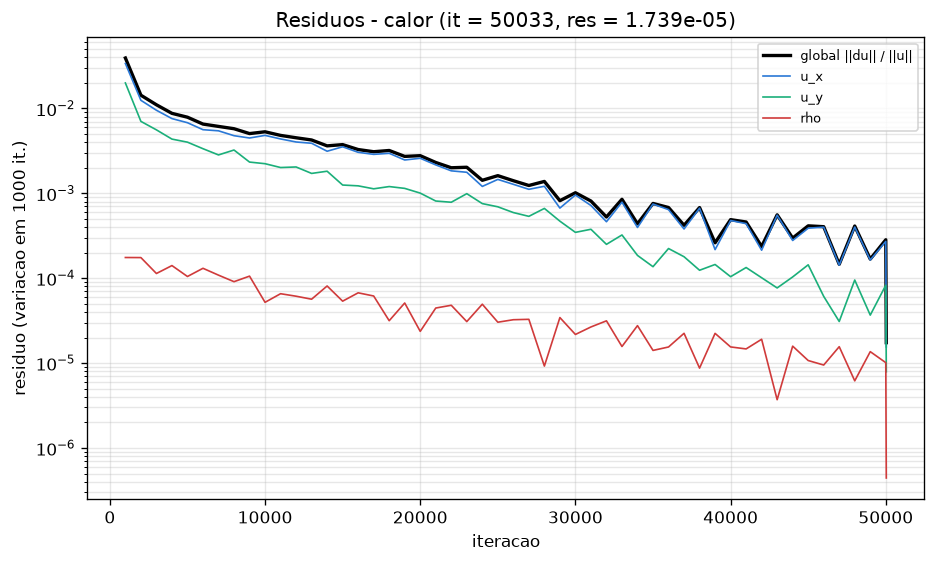 Residuos - calor (it = 50033, res = 1.739e-05)
global ||du|| / ||u||
u_x
u_y
rho
residuo (variacao em 1000 it.)
10⁻²
10⁻³
10⁻⁴
10⁻⁵
10⁻⁶
0 10000 20000 30000 40000 50000
iteracao